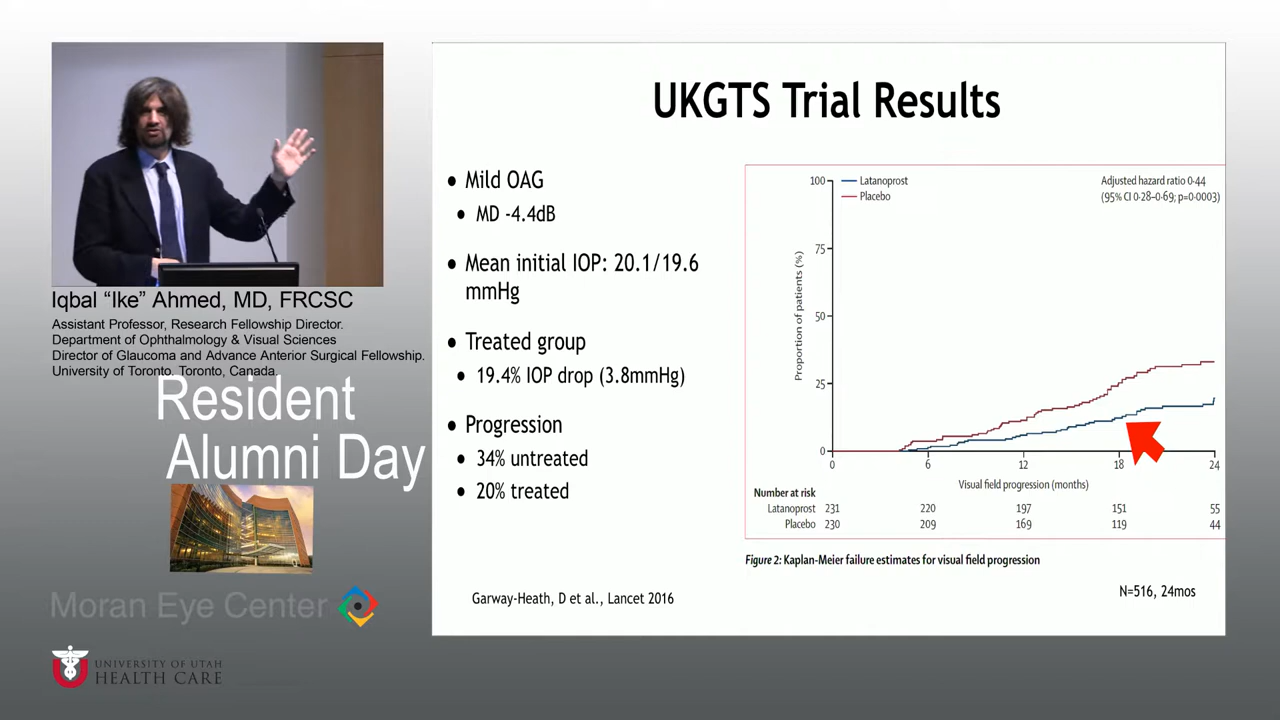 Iqbal “Ike” Ahmed, MD, FRCSC
Assistant Professor, Research Fellowship Director.
Department of Ophthalmology & Visual Sciences
Director of Glaucoma and Advance Anterior Surgical Fellowship.
University of Toronto. Toronto, Canada.
Resident
Alumni Day
Moran Eye Center
UNIVERSITY OF UTAH
HEALTH CARE
UKGTS Trial Results
• Mild OAG
• MD -4.4dB
• Mean initial IOP: 20.1/19.6
mmHg
• Treated group
• 19.4% IOP drop (3.8mmHg)
• Progression
• 34% untreated
• 20% treated
Garway-Heath, D et al., Lancet 2016
Latanoprost
Placebo
Adjusted hazard ratio 0·44
(95% CI 0·28–0·69; p=0·0003)
Proportion of patients (%)
100
75
50
25
0
0 6 12 18 24
Visual field progression (months)
Number at risk
Latanoprost 231 220 197 151 55
Placebo 230 209 169 119 44
Figure 2: Kaplan-Meier failure estimates for visual field progression
N=516, 24mos